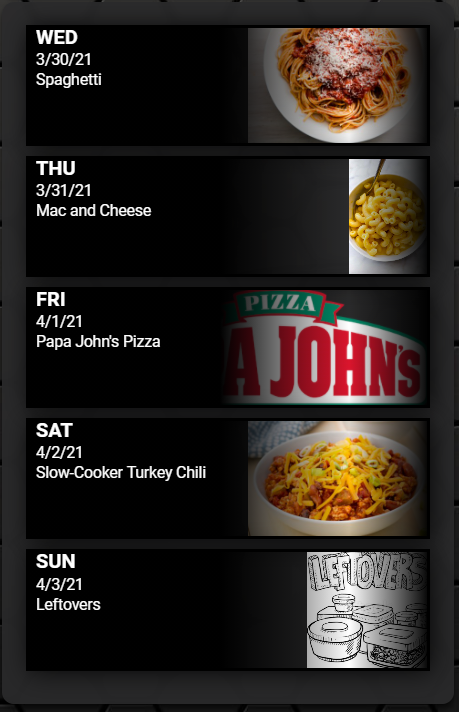 WED
3/30/21
Spaghetti
THU
3/31/21
Mac and Cheese
FRI
4/1/21
Papa John's Pizza
PIZZA
A JOHN'S
SAT
4/2/21
Slow-Cooker Turkey Chili
SUN
4/3/21
Leftovers
LEFTOVERS